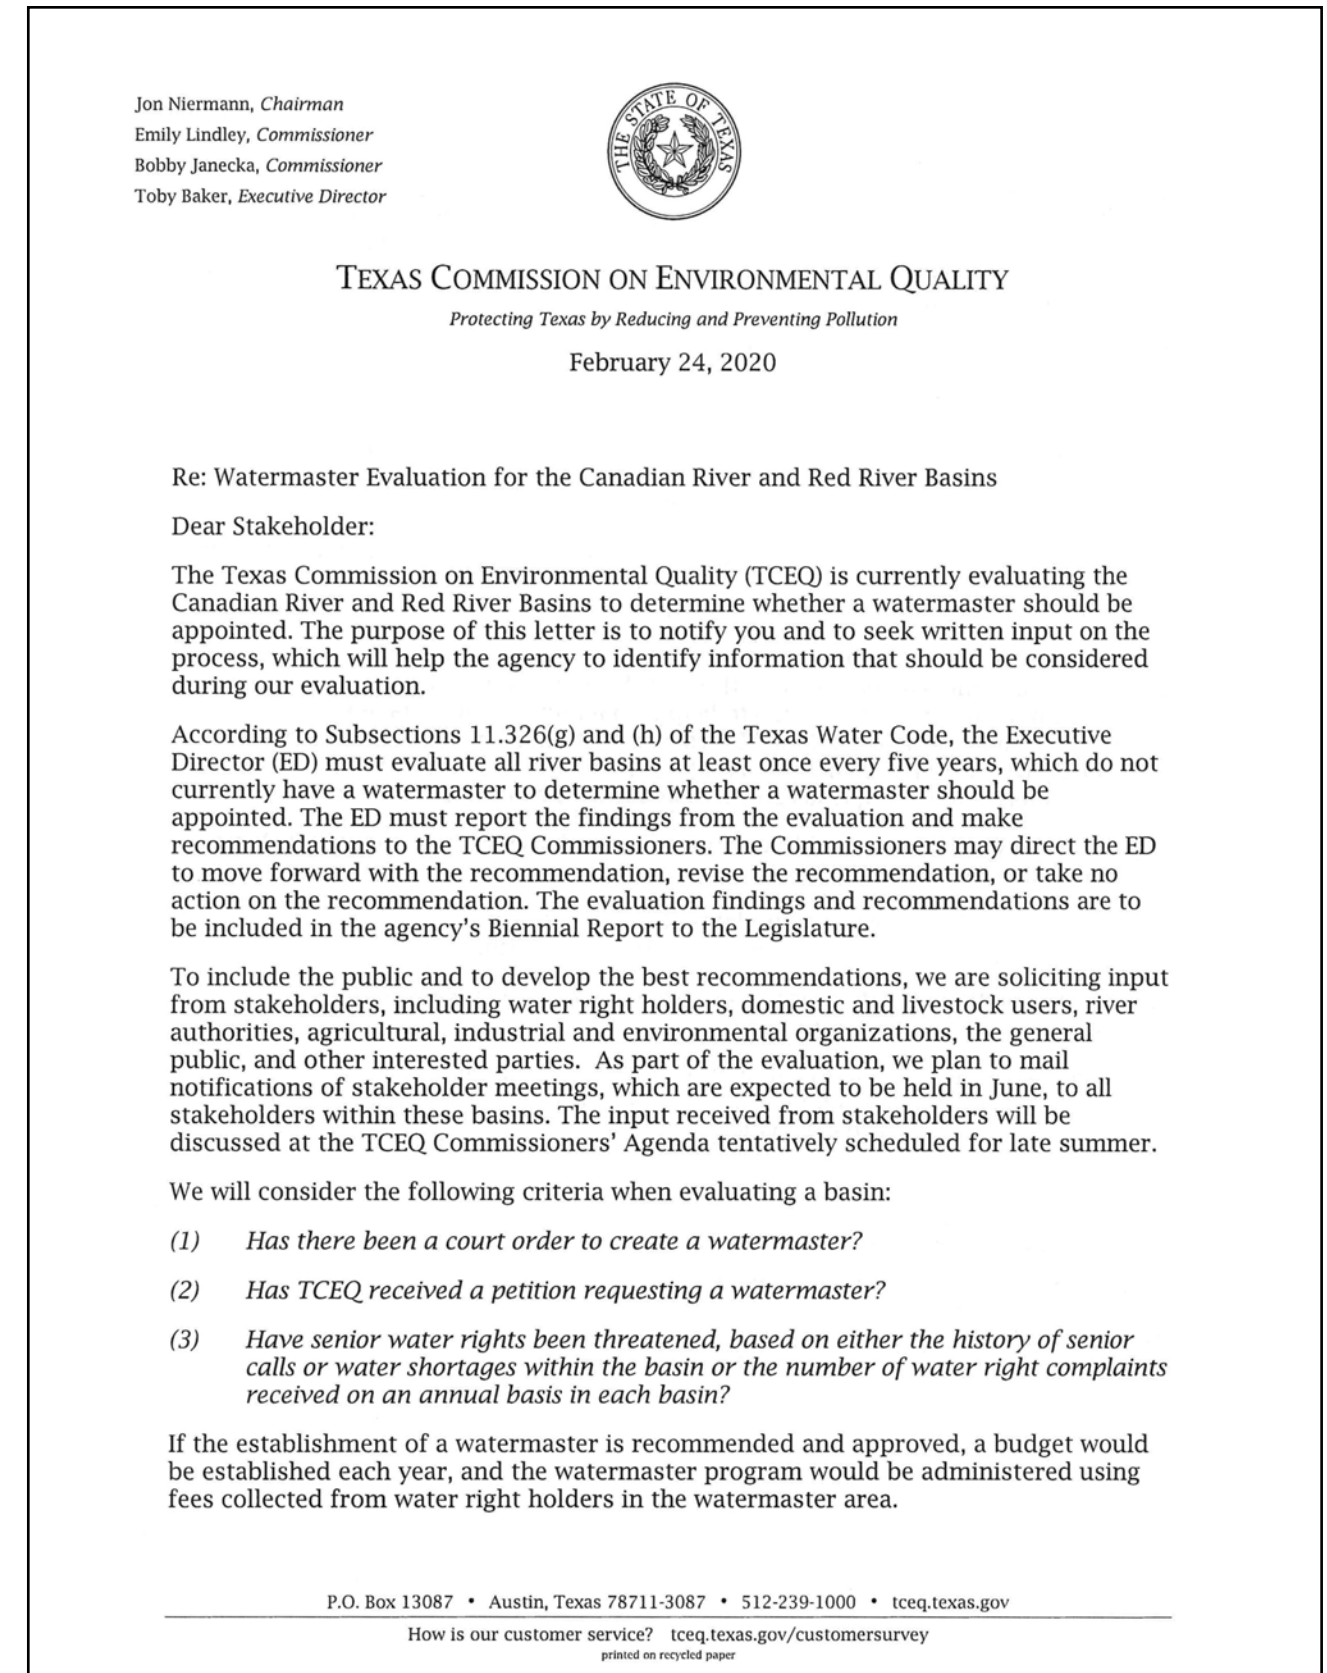 Jon Niermann, Chairman
Emily Lindley, Commissioner
Bobby Janecka, Commissioner
Toby Baker, Executive Director
THE STATE OF TEXAS
TEXAS COMMISSION ON ENVIRONMENTAL QUALITY
Protecting Texas by Reducing and Preventing Pollution
February 24, 2020
Re: Watermaster Evaluation for the Canadian River and Red River Basins
Dear Stakeholder:
The Texas Commission on Environmental Quality (TCEQ) is currently evaluating the
Canadian River and Red River Basins to determine whether a watermaster should be
appointed. The purpose of this letter is to notify you and to seek written input on the
process, which will help the agency to identify information that should be considered
during our evaluation.
According to Subsections 11.326(g) and (h) of the Texas Water Code, the Executive
Director (ED) must evaluate all river basins at least once every five years, which do not
currently have a watermaster to determine whether a watermaster should be
appointed. The ED must report the findings from the evaluation and make
recommendations to the TCEQ Commissioners. The Commissioners may direct the ED
to move forward with the recommendation, revise the recommendation, or take no
action on the recommendation. The evaluation findings and recommendations are to
be included in the agency's Biennial Report to the Legislature.
To include the public and to develop the best recommendations, we are soliciting input
from stakeholders, including water right holders, domestic and livestock users, river
authorities, agricultural, industrial and environmental organizations, the general
public, and other interested parties.  As part of the evaluation, we plan to mail
notifications of stakeholder meetings, which are expected to be held in June, to all
stakeholders within these basins. The input received from stakeholders will be
discussed at the TCEQ Commissioners' Agenda tentatively scheduled for late summer.
We will consider the following criteria when evaluating a basin:
(1) Has there been a court order to create a watermaster?
(2) Has TCEQ received a petition requesting a watermaster?
(3) Have senior water rights been threatened, based on either the history of senior
calls or water shortages within the basin or the number of water right complaints
received on an annual basis in each basin?
If the establishment of a watermaster is recommended and approved, a budget would
be established each year, and the watermaster program would be administered using
fees collected from water right holders in the watermaster area.
P.O. Box 13087 • Austin, Texas 78711-3087 • 512-239-1000 • tceq.texas.gov
How is our customer service? tceq.texas.gov/customersurvey
printed on recycled paper